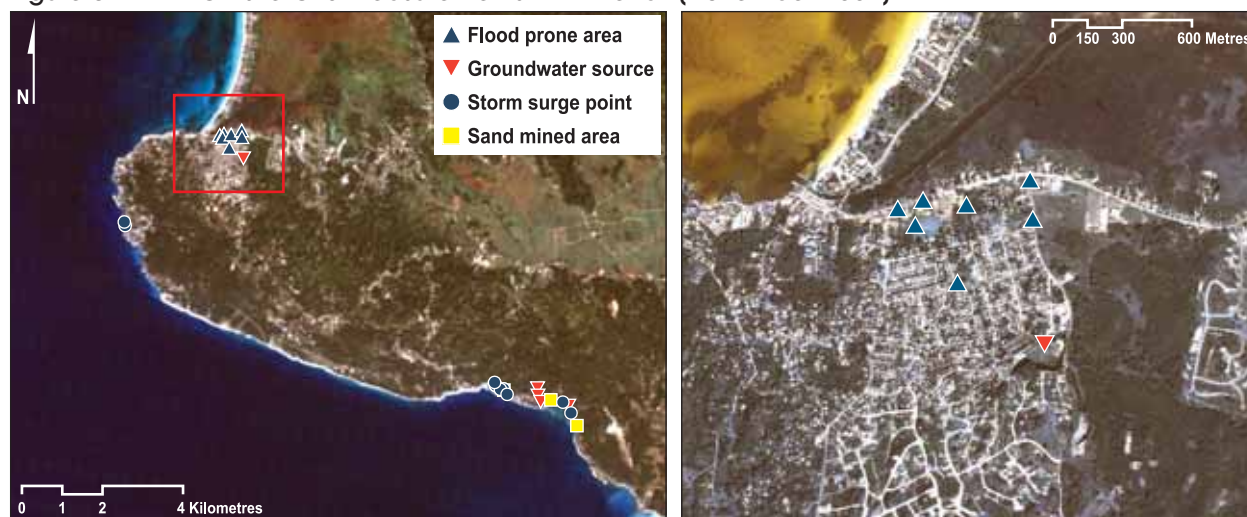 Flood prone area
Groundwater source
Storm surge point
Sand mined area
N
0 1 2 4 Kilometres
0 150 300 600 Metres